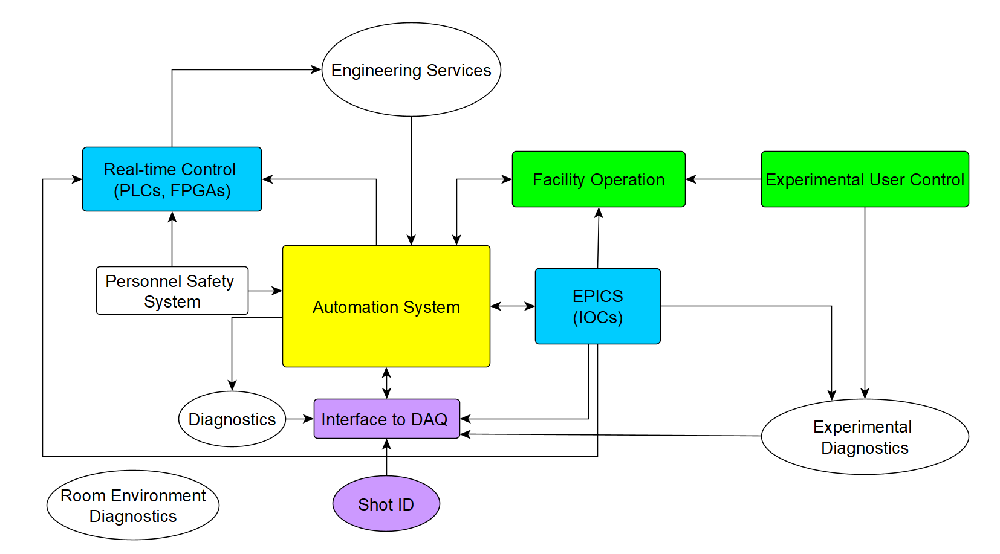 Engineering Services
Real-time Control
(PLCs, FPGAs)
Facility Operation
Experimental User Control
Personnel Safety
System
Automation System
EPICS
(IOCs)
Diagnostics
Interface to DAQ
Experimental
Diagnostics
Room Environment
Diagnostics
Shot ID